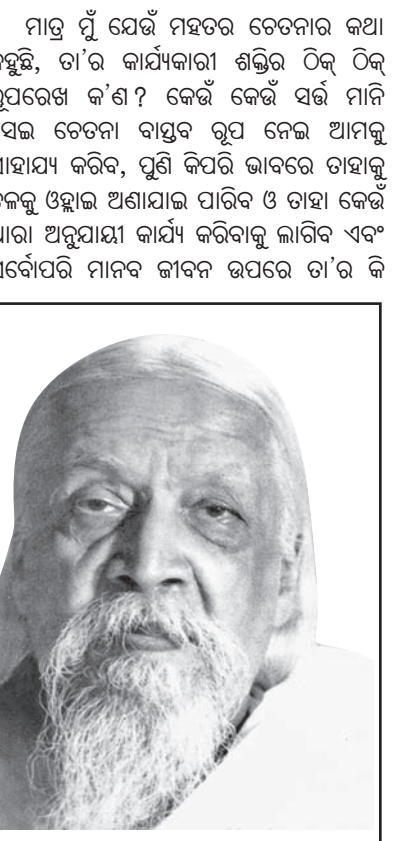 ମାତ୍ର ମୁଁ ଯେଉଁ ମହତର ଚେତନାର କଥା
କହୁଛି, ତା'ର କାର୍ଯ୍ୟକାରୀ ଶକ୍ତିର ଠିକ୍ ଠିକ୍
ରୂପରେଖ କ'ଣ? କେଉଁ କେଉଁ ସର୍ତ୍ତ ମାନି
ସେଇ ଚେତନା ବାସ୍ତବ ରୂପ ନେଇ ଆମକୁ
ସାହାଯ୍ୟ କରିବ, ପୁଣି କିପରି ଭାବରେ ତାହାକୁ
ତଳକୁ ଓହ୍ଲାଇ ଅଣାଯାଇ ପାରିବ ଓ ତାହା କେଉଁ
ଧାରା ଅନୁଯାୟୀ କାର୍ଯ୍ୟ କରିବାକୁ ଲାଗିବ ଏବଂ
ସର୍ବୋପରି ମାନବ ଜୀବନ ଉପରେ ତା'ର କି